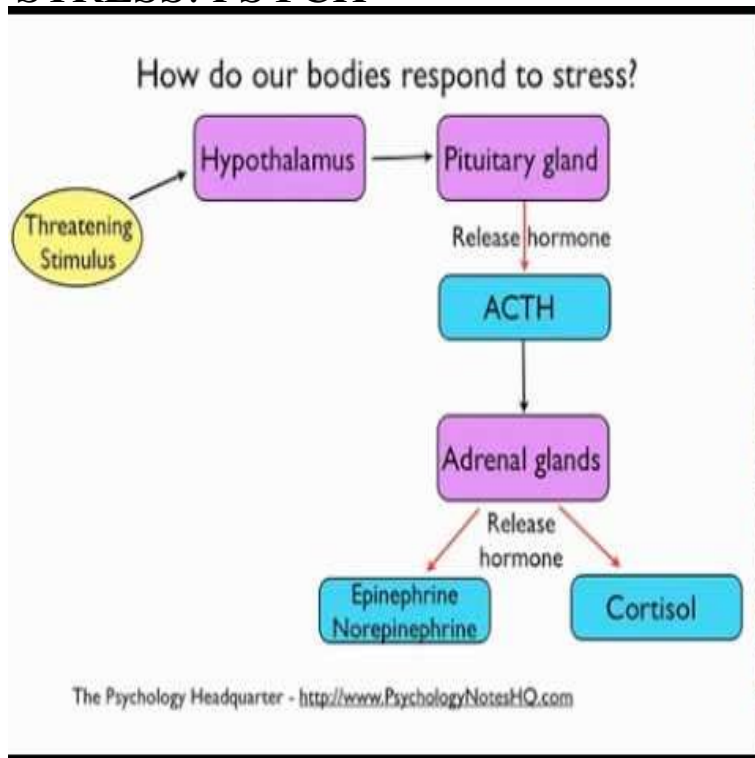 How do our bodies respond to stress?
Hypothalamus
Pituitary gland
Threatening
Stimulus
Release hormone
ACTH
Adrenal glands
Release
hormone
Epinephrine
Norepinephrine
Cortisol
The Psychology Headquarter - http://www.PsychologyNotesHQ.com